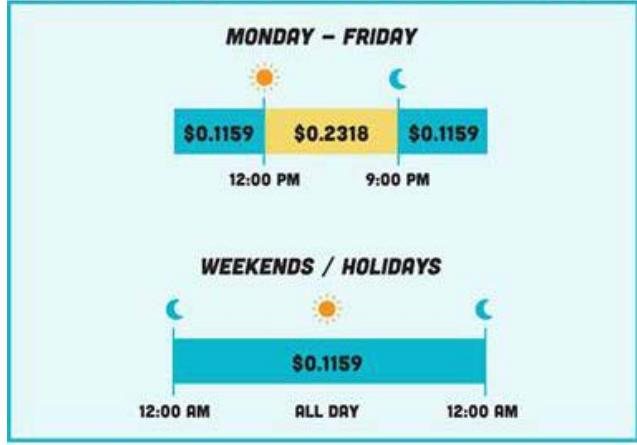 MONDAY – FRIDAY
$0.1159 $0.2318 $0.1159
12:00 PM 9:00 PM
WEEKENDS / HOLIDAYS
$0.1159
12:00 AM ALL DAY 12:00 AM